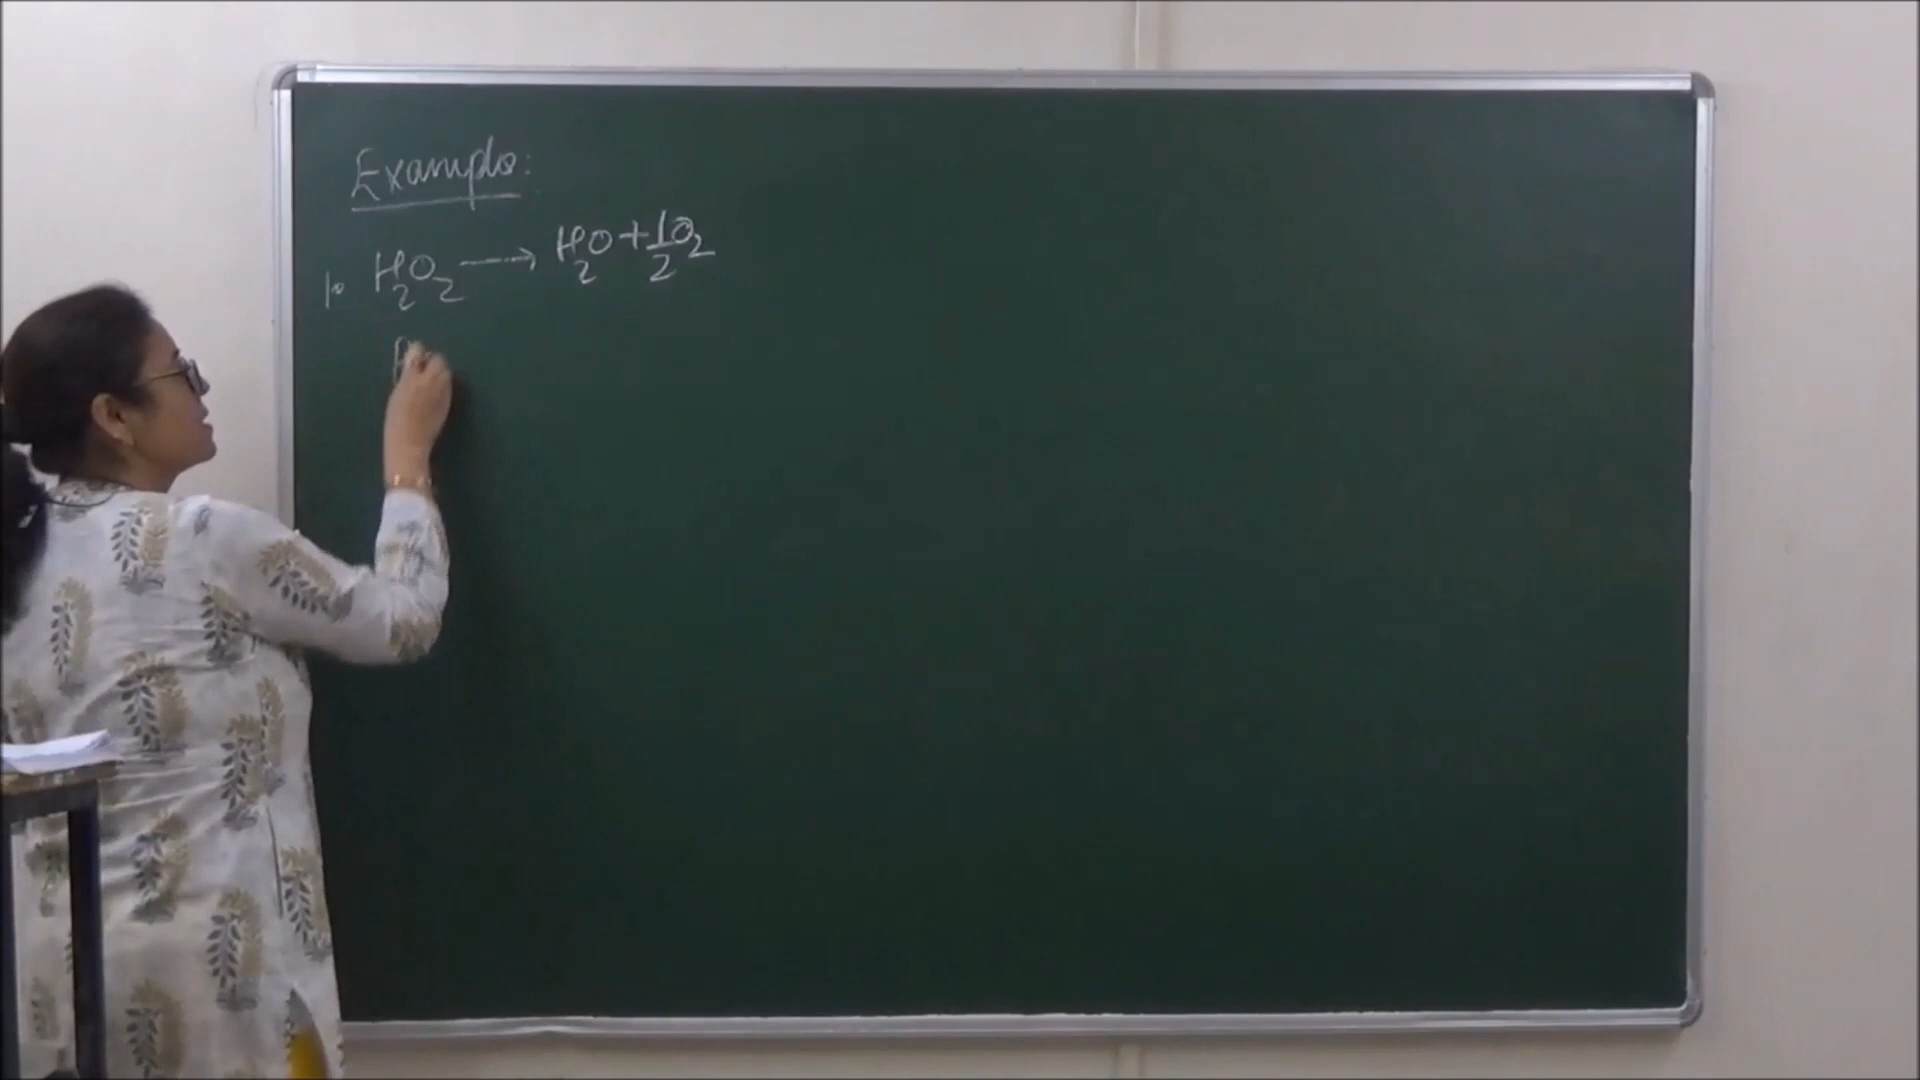 Example:
1. H₂O₂ ⟶ H₂O + 1/2 O₂